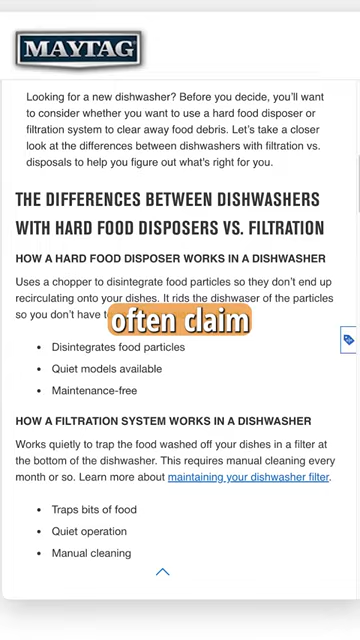 MAYTAG
Looking for a new dishwasher? Before you decide, you'll want
to consider whether you want to use a hard food disposer or
filtration system to clear away food debris. Let's take a closer
look at the differences between dishwashers with filtration vs.
disposals to help you figure out what's right for you.
THE DIFFERENCES BETWEEN DISHWASHERS
WITH HARD FOOD DISPOSERS VS. FILTRATION
HOW A HARD FOOD DISPOSER WORKS IN A DISHWASHER
Uses a chopper to disintegrate food particles so they don't end up
recirculating onto your dishes. It rids the dishwaser of the particles
so you don't have to
often claim
• Disintegrates food particles
• Quiet models available
• Maintenance-free
HOW A FILTRATION SYSTEM WORKS IN A DISHWASHER
Works quietly to trap the food washed off your dishes in a filter at
the bottom of the dishwasher. This requires manual cleaning every
month or so. Learn more about maintaining your dishwasher filter.
• Traps bits of food
• Quiet operation
• Manual cleaning